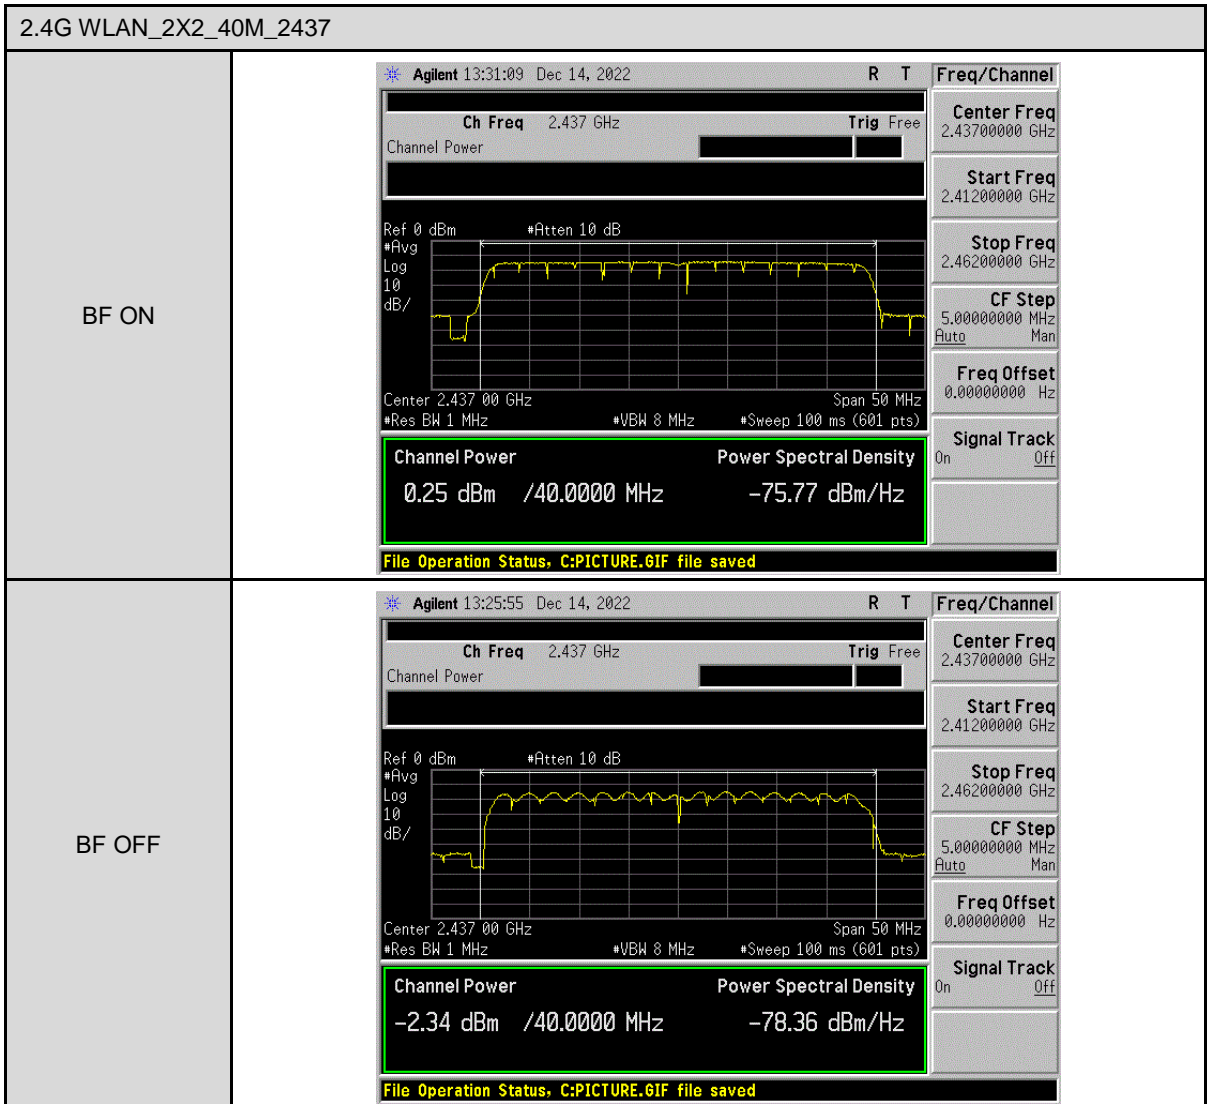 2.4G WLAN_2X2_40M_2437
BF ON
Agilent 13:31:09 Dec 14, 2022 R T Freq/Channel
Ch Freq 2.437 GHz Trig Free
Channel Power
Center Freq
2.43700000 GHz
Start Freq
2.41200000 GHz
Ref 0 dBm #Atten 10 dB
#Avg
Log
10
dB/
Stop Freq
2.46200000 GHz
CF Step
5.00000000 MHz
Auto Man
Freq Offset
0.00000000 Hz
Center 2.437 00 GHz Span 50 MHz
#Res BW 1 MHz #VBW 8 MHz #Sweep 100 ms (601 pts)
Signal Track
On Off
Channel Power Power Spectral Density
0.25 dBm /40.0000 MHz -75.77 dBm/Hz
File Operation Status, C:PICTURE.GIF file saved
BF OFF
Agilent 13:25:55 Dec 14, 2022 R T Freq/Channel
Ch Freq 2.437 GHz Trig Free
Channel Power
Center Freq
2.43700000 GHz
Start Freq
2.41200000 GHz
Ref 0 dBm #Atten 10 dB
#Avg
Log
10
dB/
Stop Freq
2.46200000 GHz
CF Step
5.00000000 MHz
Auto Man
Freq Offset
0.00000000 Hz
Center 2.437 00 GHz Span 50 MHz
#Res BW 1 MHz #VBW 8 MHz #Sweep 100 ms (601 pts)
Signal Track
On Off
Channel Power Power Spectral Density
-2.34 dBm /40.0000 MHz -78.36 dBm/Hz
File Operation Status, C:PICTURE.GIF file saved